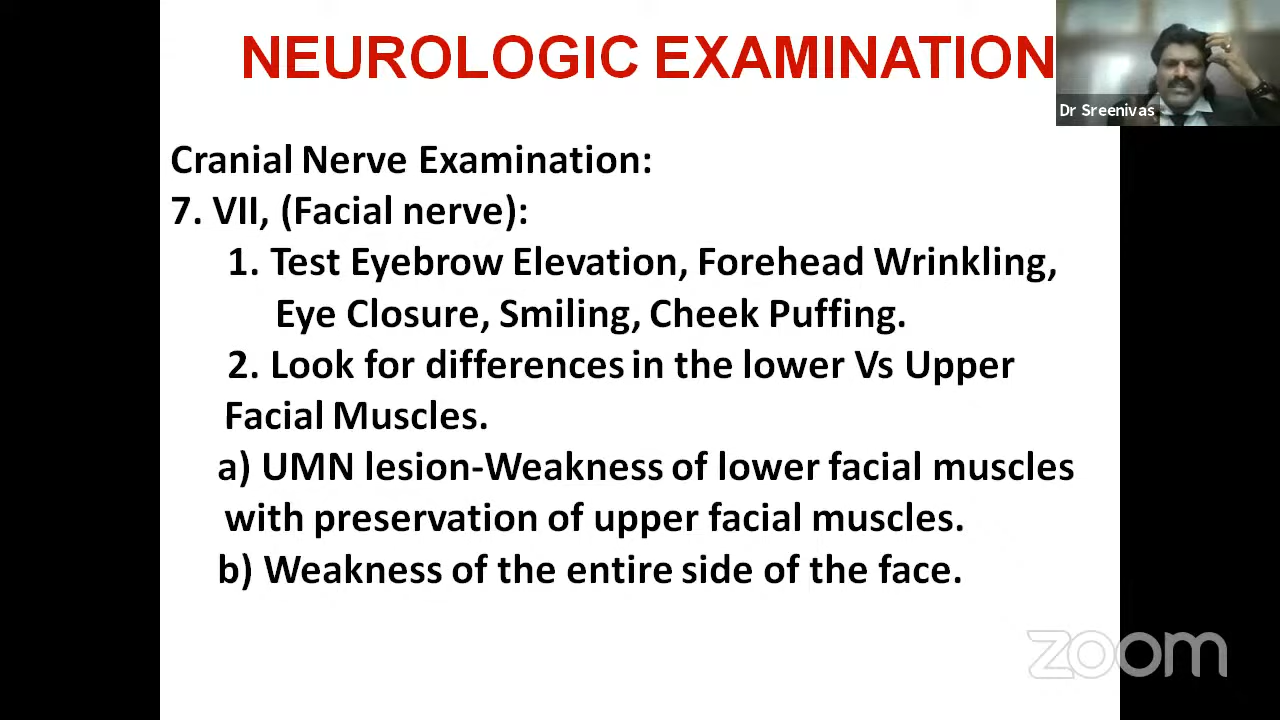 NEUROLOGIC EXAMINATION
Dr Sreenivas
Cranial Nerve Examination:
7. VII, (Facial nerve):
1. Test Eyebrow Elevation, Forehead Wrinkling,
Eye Closure, Smiling, Cheek Puffing.
2. Look for differences in the lower Vs Upper
Facial Muscles.
a) UMN lesion-Weakness of lower facial muscles
with preservation of upper facial muscles.
b) Weakness of the entire side of the face.
zoom